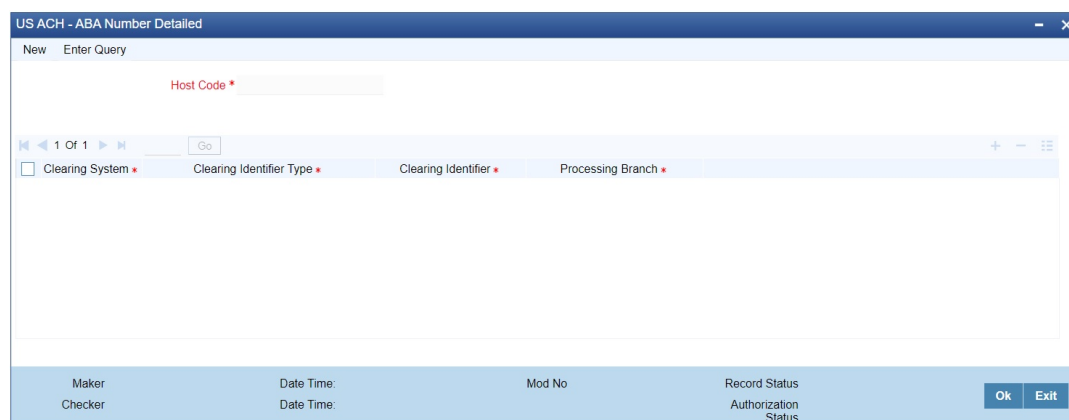 US ACH - ABA Number Detailed
New Enter Query
Host Code *
1 Of 1 Go
Clearing System * Clearing Identifier Type * Clearing Identifier * Processing Branch *
Maker Date Time: Mod No Record Status
Checker Date Time: Authorization Status
Ok Exit